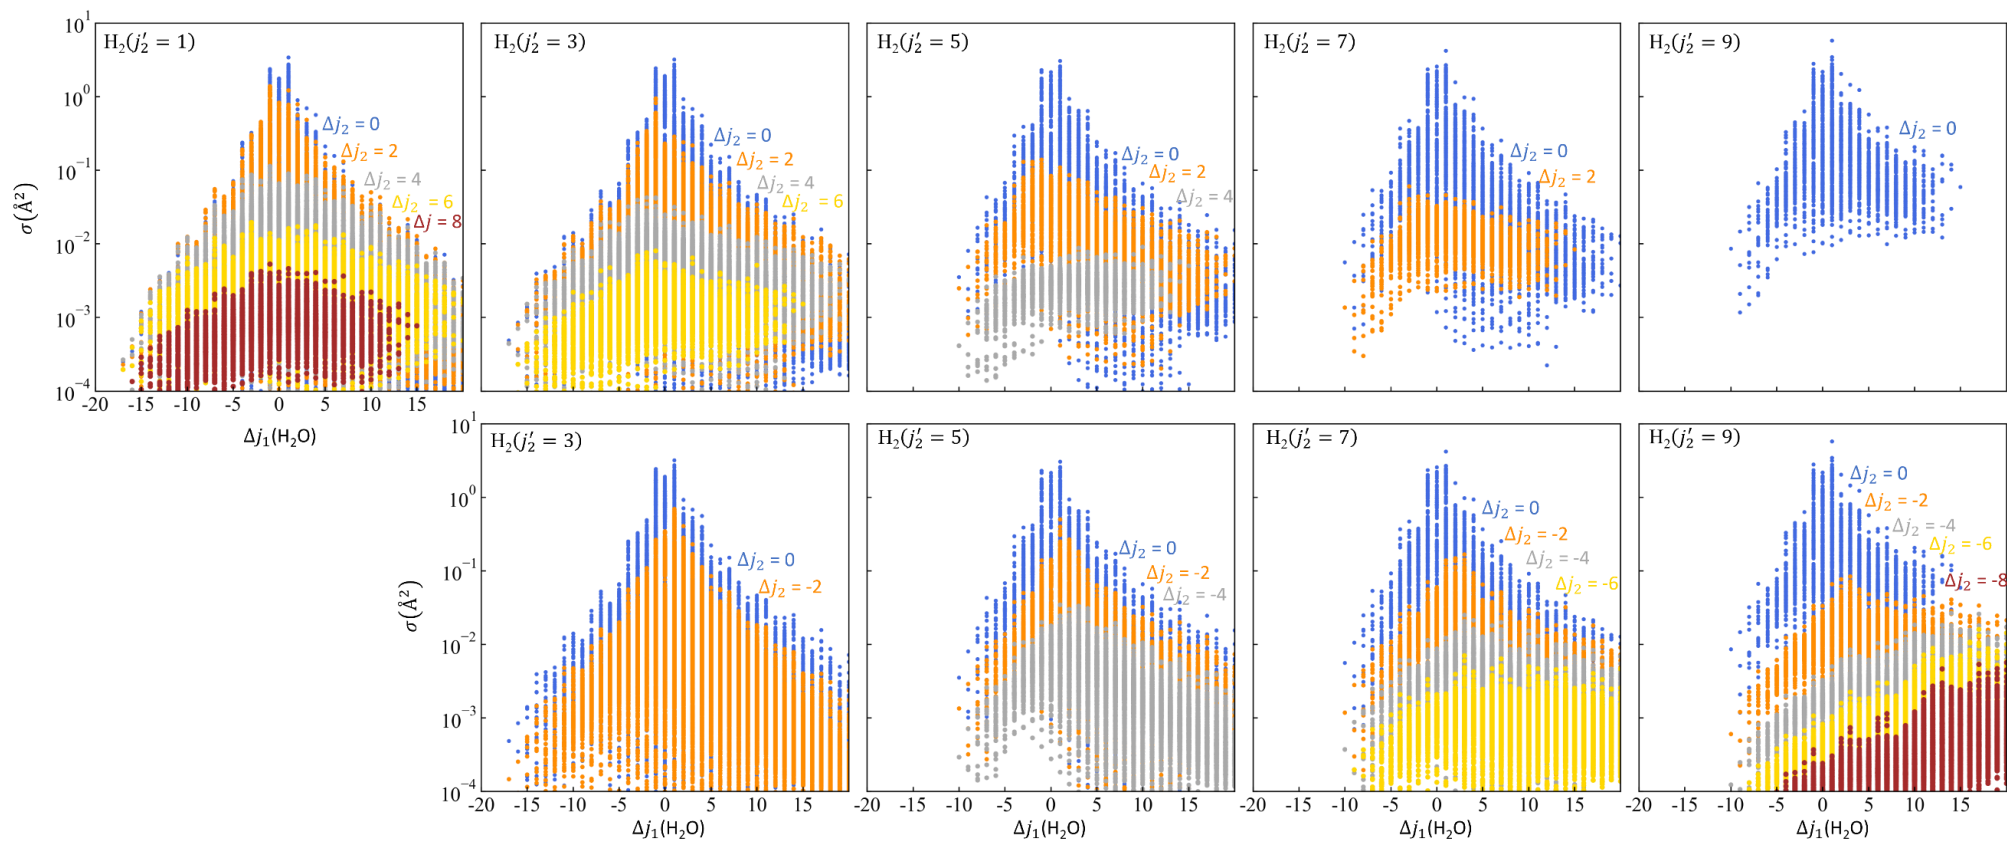 H₂(j₂′ = 1)
Δj₂ = 0
Δj₂ = 2
Δj₂ = 4
Δj₂ = 6
Δj = 8
σ(Å²)
10¹
10⁰
10⁻¹
10⁻²
10⁻³
10⁻⁴
-20 -15 -10 -5 0 5 10 15
Δj₁(H₂O)
H₂(j₂′ = 3)
Δj₂ = 0
Δj₂ = 2
Δj₂ = 4
Δj₂ = 6
H₂(j₂′ = 5)
Δj₂ = 0
Δj₂ = 2
Δj₂ = 4
H₂(j₂′ = 7)
Δj₂ = 0
Δj₂ = 2
H₂(j₂′ = 9)
Δj₂ = 0
H₂(j₂′ = 3)
Δj₂ = 0
Δj₂ = -2
σ(Å²)
10¹
10⁰
10⁻¹
10⁻²
10⁻³
10⁻⁴
-20 -15 -10 -5 0 5 10 15
Δj₁(H₂O)
H₂(j₂′ = 5)
Δj₂ = 0
Δj₂ = -2
Δj₂ = -4
-20 -15 -10 -5 0 5 10 15
Δj₁(H₂O)
H₂(j₂′ = 7)
Δj₂ = 0
Δj₂ = -2
Δj₂ = -4
Δj₂ = -6
-20 -15 -10 -5 0 5 10 15
Δj₁(H₂O)
H₂(j₂′ = 9)
Δj₂ = 0
Δj₂ = -2
Δj₂ = -4
Δj₂ = -6
Δj₂ = -8
-20 -15 -10 -5 0 5 10 15
Δj₁(H₂O)